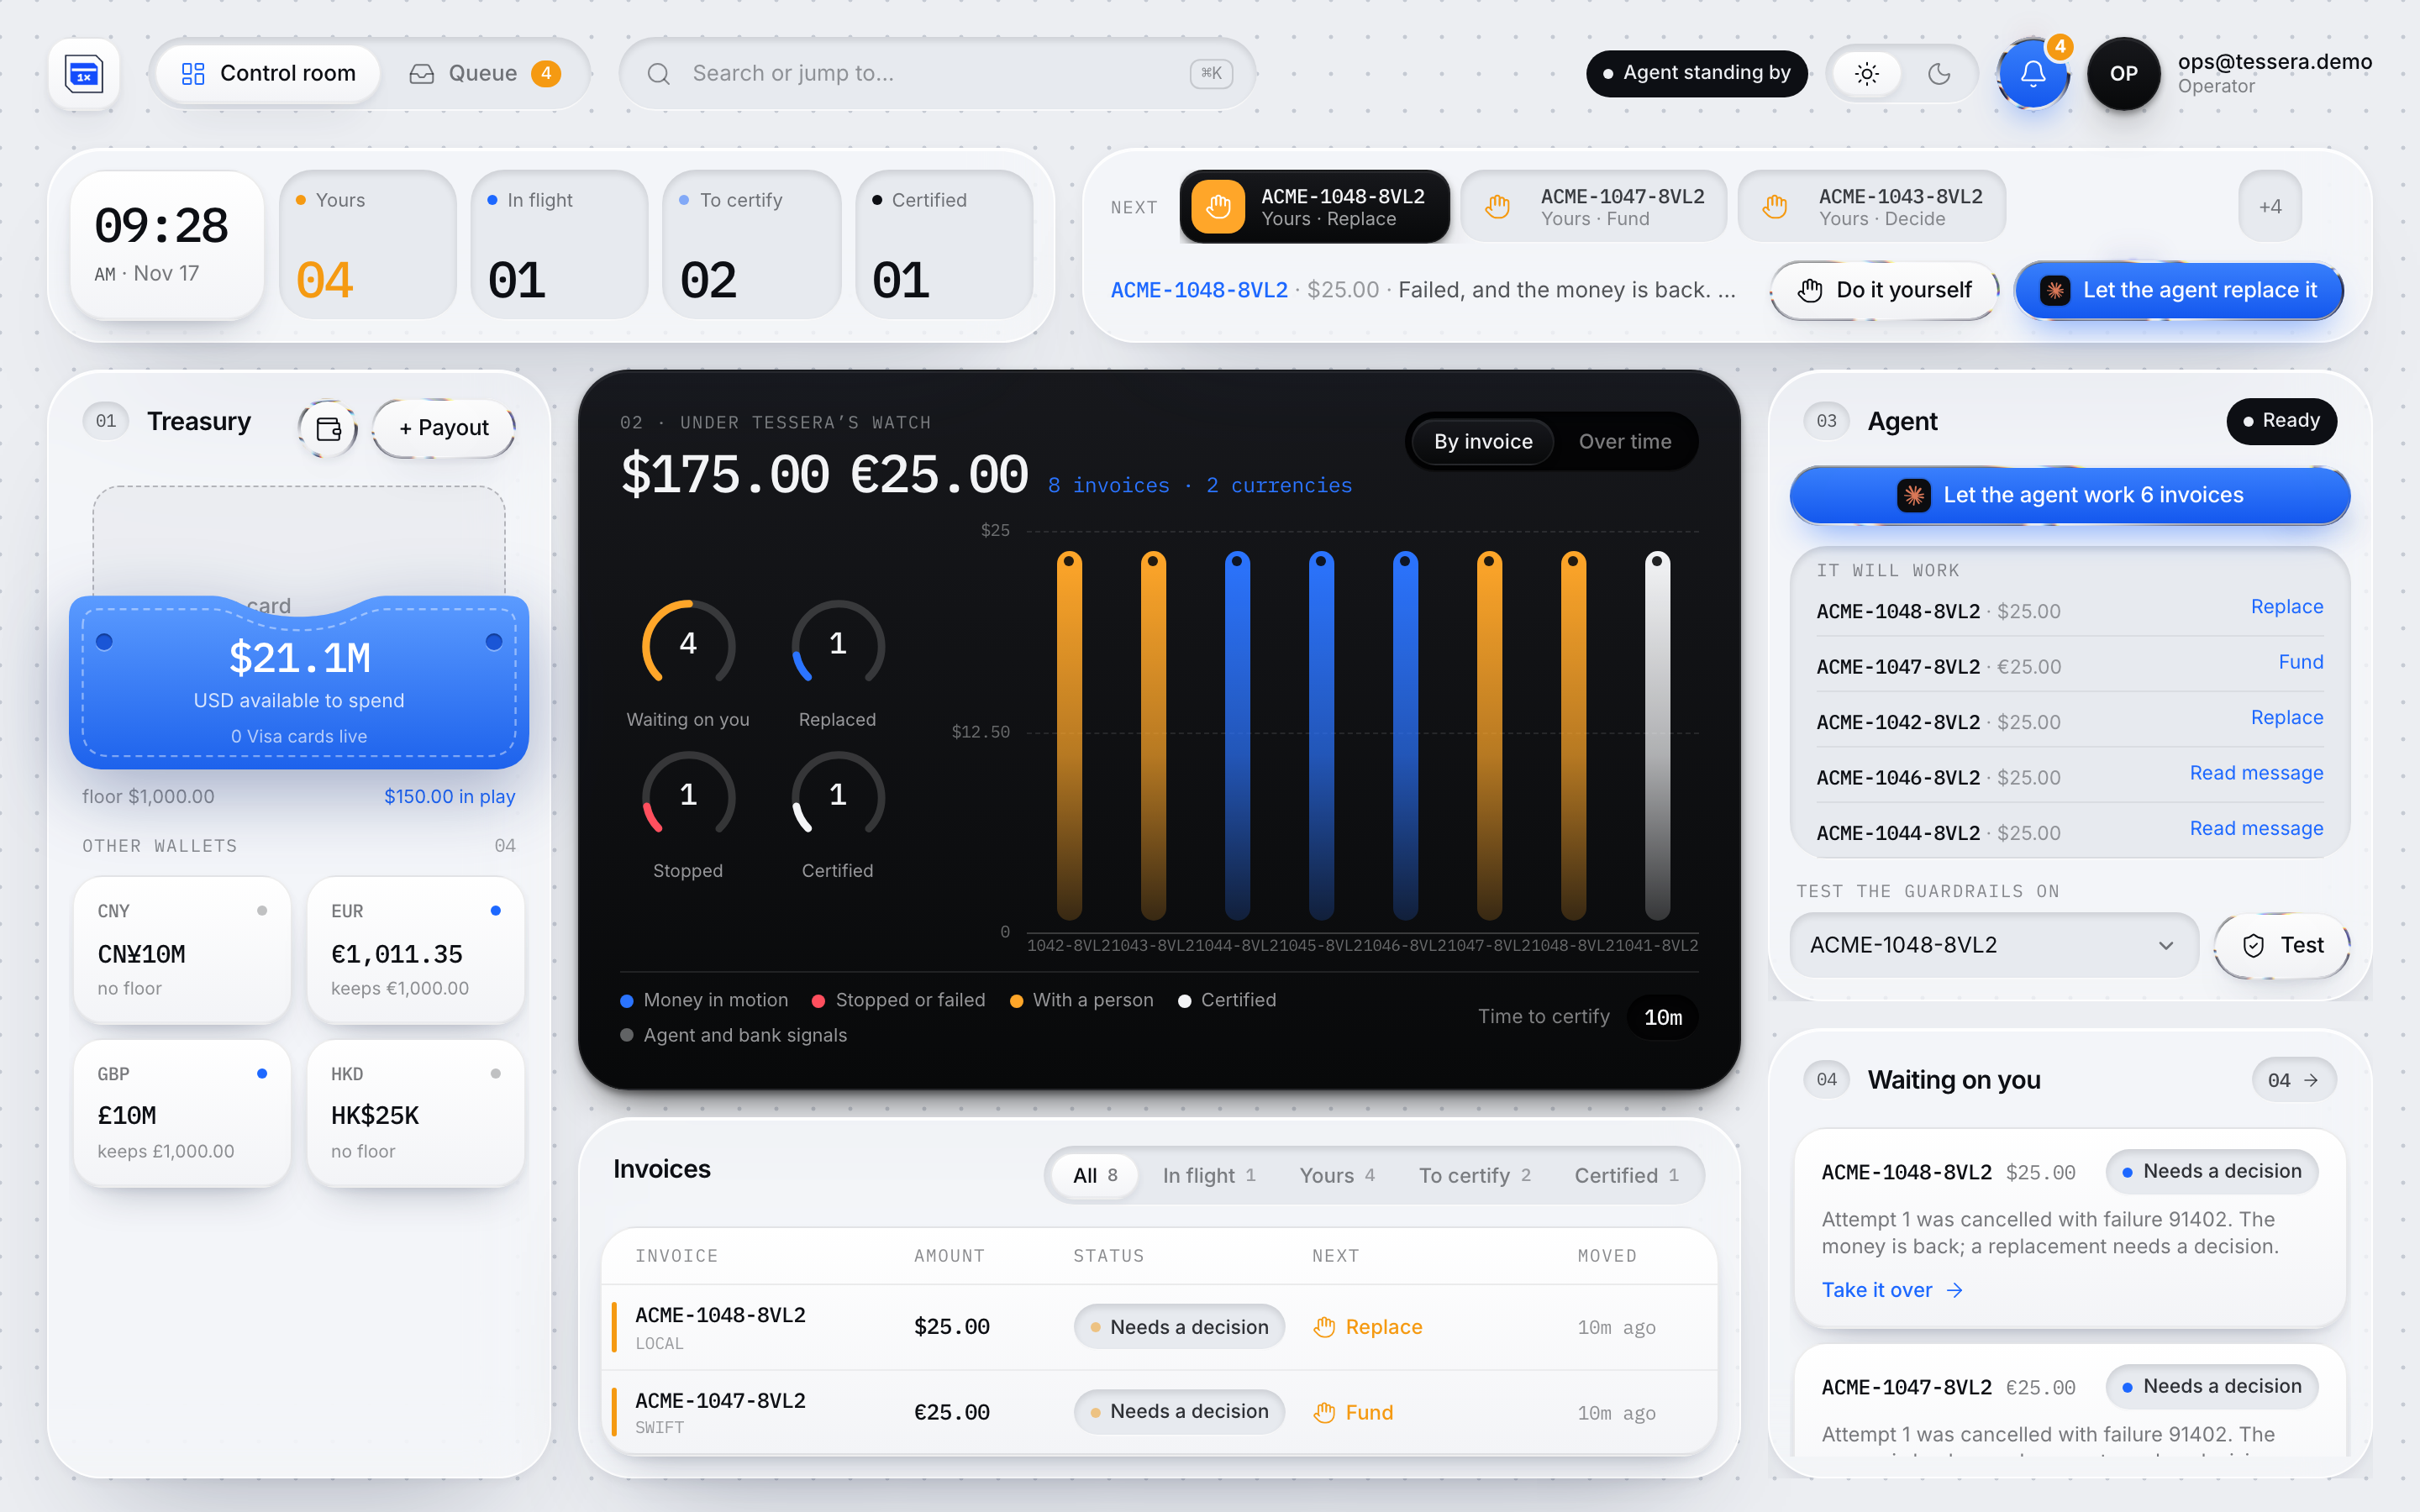 1×
Control room
Queue 4
Search or jump to...
⌘K
Agent standing by
4
OP
ops@tessera.demo
Operator
09:28
AM · Nov 17
Yours
04
In flight
01
To certify
02
Certified
01
NEXT
ACME-1048-8VL2
Yours · Replace
ACME-1047-8VL2
Yours · Fund
ACME-1043-8VL2
Yours · Decide
+4
ACME-1048-8VL2 · $25.00 · Failed, and the money is back. ...
Do it yourself
Let the agent replace it
01 Treasury
+ Payout
card
$21.1M
USD available to spend
0 Visa cards live
floor $1,000.00
$150.00 in play
OTHER WALLETS 04
CNY
CN¥10M
no floor
EUR
€1,011.35
keeps €1,000.00
GBP
£10M
keeps £1,000.00
HKD
HK$25K
no floor
02 · UNDER TESSERA’S WATCH
$175.00 €25.00 8 invoices · 2 currencies
By invoice
Over time
4
Waiting on you
1
Replaced
1
Stopped
1
Certified
$25
$12.50
0
1042-8VL2 1043-8VL2 1044-8VL2 1045-8VL2 1046-8VL2 1047-8VL2 1048-8VL2 1041-8VL2
Money in motion
Stopped or failed
With a person
Certified
Agent and bank signals
Time to certify 10m
Invoices
All 8
In flight 1
Yours 4
To certify 2
Certified 1
INVOICE AMOUNT STATUS NEXT MOVED
ACME-1048-8VL2 $25.00 Needs a decision Replace 10m ago
LOCAL
ACME-1047-8VL2 €25.00 Needs a decision Fund 10m ago
SWIFT
03 Agent
Ready
Let the agent work 6 invoices
IT WILL WORK
ACME-1048-8VL2 · $25.00 Replace
ACME-1047-8VL2 · €25.00 Fund
ACME-1042-8VL2 · $25.00 Replace
ACME-1046-8VL2 · $25.00 Read message
ACME-1044-8VL2 · $25.00 Read message
TEST THE GUARDRAILS ON
ACME-1048-8VL2
Test
04 Waiting on you
04 →
ACME-1048-8VL2 $25.00 Needs a decision
Attempt 1 was cancelled with failure 91402. The
money is back; a replacement needs a decision.
Take it over →
ACME-1047-8VL2 €25.00 Needs a decision
Attempt 1 was cancelled with failure 91402. The